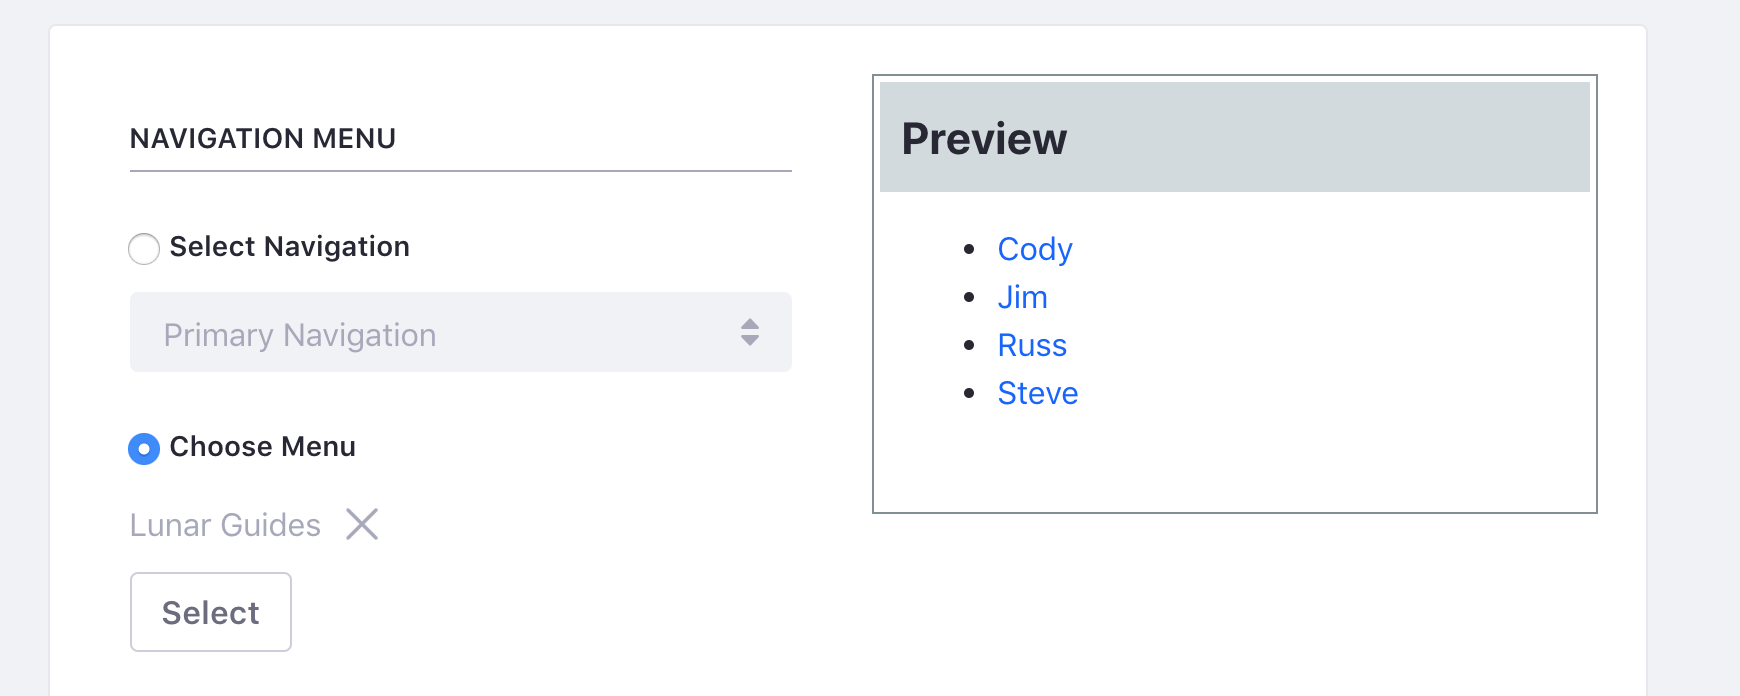 NAVIGATION MENU
Select Navigation
Primary Navigation
Choose Menu
Lunar Guides
Select
Preview
Cody
Jim
Russ
Steve